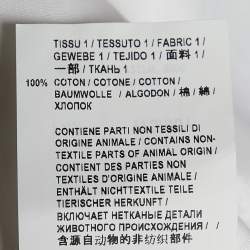 TISSU 1 / TESSUTO 1 / FABRIC 1 /
GEWEBE 1 / TEJIDO 1 / 面料 1 /
一部 / ТКАНЬ 1
100% COTON / COTONE / COTTON /
BAUMWOLLE / ALGODON / 棉 / 綿 /
ХЛОПОК
CONTIENE PARTI NON TESSILI DI
ORIGINE ANIMALE / CONTAINS NON-
TEXTILE PARTS OF ANIMAL ORIGIN /
CONTIENT DES PARTIES NON
TEXTILES D'ORIGINE ANIMALE /
ENTHÄLT NICHTTEXTILE TEILE
TIERISCHER HERKUNFT /
ВКЛЮЧАЕТ НЕТКАНЫЕ ДЕТАЛИ
ЖИВОТНОГО ПРОИСХОЖДЕНИЯ /
含源自动物的非纺织部件